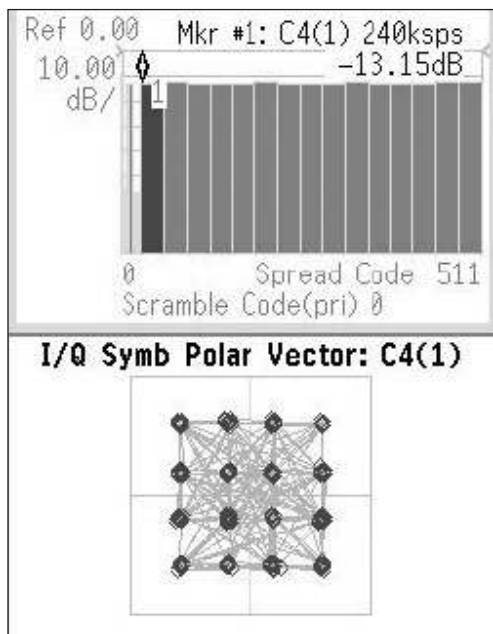 Ref 0.00 Mkr #1: C4(1) 240ksps
10.00 -13.15dB
dB/ 1
0 Spread Code 511
Scramble Code(pri) 0
I/Q Symb Polar Vector: C4(1)